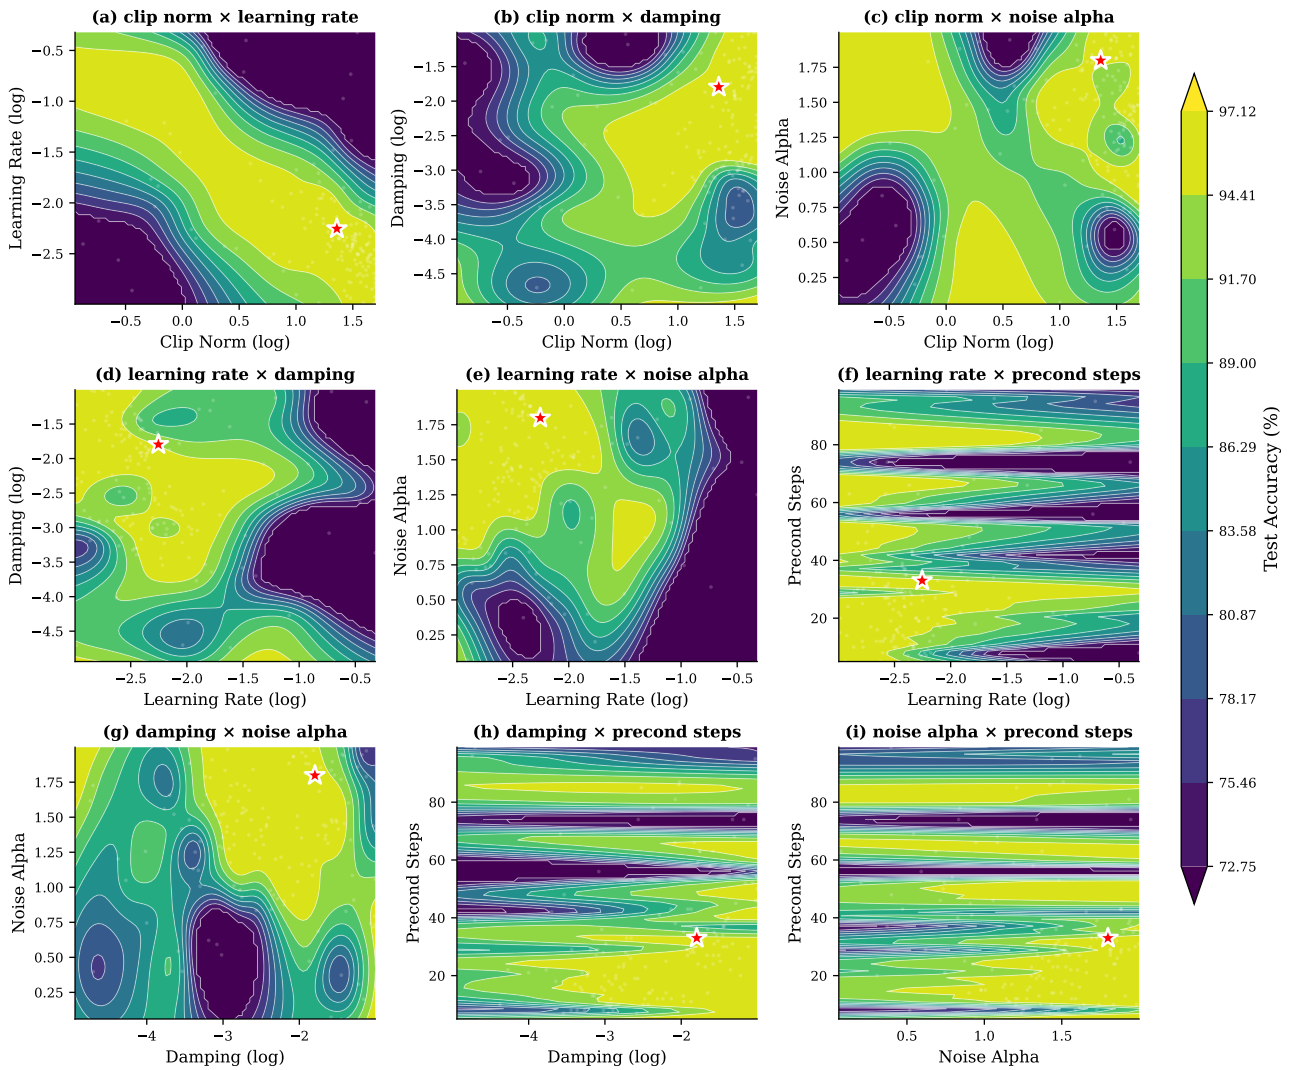 (a) clip norm × learning rate
(b) clip norm × damping
(c) clip norm × noise alpha
−0.5
−1.0
−1.5
−2.0
−2.5
Learning Rate (log)
−0.5 0.0 0.5 1.0 1.5
Clip Norm (log)
−1.5
−2.0
−2.5
−3.0
−3.5
−4.0
−4.5
Damping (log)
−0.5 0.0 0.5 1.0 1.5
Clip Norm (log)
1.75
1.50
1.25
1.00
0.75
0.50
0.25
Noise Alpha
−0.5 0.0 0.5 1.0 1.5
Clip Norm (log)
(d) learning rate × damping
(e) learning rate × noise alpha
(f) learning rate × precond steps
−1.5
−2.0
−2.5
−3.0
−3.5
−4.0
−4.5
Damping (log)
−2.5 −2.0 −1.5 −1.0 −0.5
Learning Rate (log)
1.75
1.50
1.25
1.00
0.75
0.50
0.25
Noise Alpha
−2.5 −2.0 −1.5 −1.0 −0.5
Learning Rate (log)
80
60
40
20
Precond Steps
−2.5 −2.0 −1.5 −1.0 −0.5
Learning Rate (log)
(g) damping × noise alpha
(h) damping × precond steps
(i) noise alpha × precond steps
1.75
1.50
1.25
1.00
0.75
0.50
0.25
Noise Alpha
−4 −3 −2
Damping (log)
80
60
40
20
Precond Steps
−4 −3 −2
Damping (log)
80
60
40
20
Precond Steps
0.5 1.0 1.5
Noise Alpha
97.12
94.41
91.70
89.00
86.29
83.58
80.87
78.17
75.46
72.75
Test Accuracy (%)